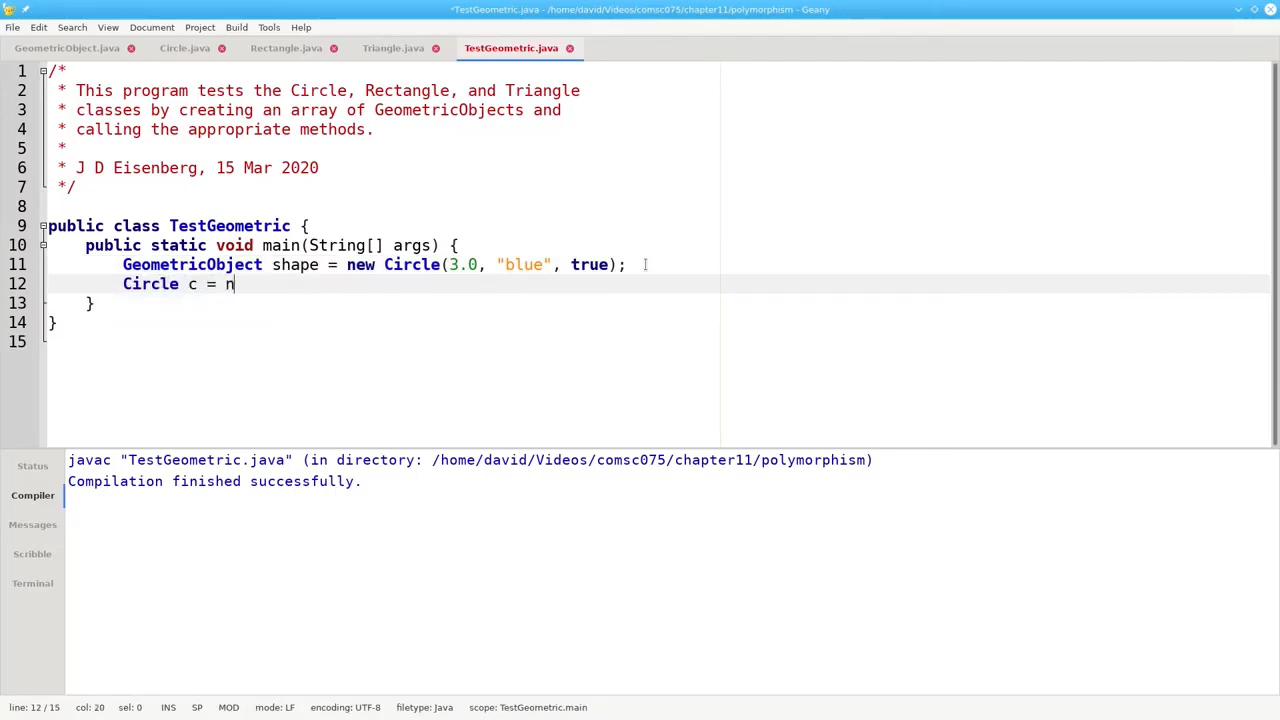 *TestGeometric.java - /home/david/Videos/comsc075/chapter11/polymorphism - Geany
File Edit Search View Document Project Build Tools Help
GeometricObject.java Circle.java Rectangle.java Triangle.java TestGeometric.java
1 /*
2 * This program tests the Circle, Rectangle, and Triangle
3 * classes by creating an array of GeometricObjects and
4 * calling the appropriate methods.
5 *
6 * J D Eisenberg, 15 Mar 2020
7 */
8
9 public class TestGeometric {
10 public static void main(String[] args) {
11 GeometricObject shape = new Circle(3.0, "blue", true);
12 Circle c = n
13 }
14 }
15
Status
Compiler
Messages
Scribble
Terminal
javac "TestGeometric.java" (in directory: /home/david/Videos/comsc075/chapter11/polymorphism)
Compilation finished successfully.
line: 12 / 15 col: 20 sel: 0 INS SP MOD mode: LF encoding: UTF-8 filetype: Java scope: TestGeometric.main